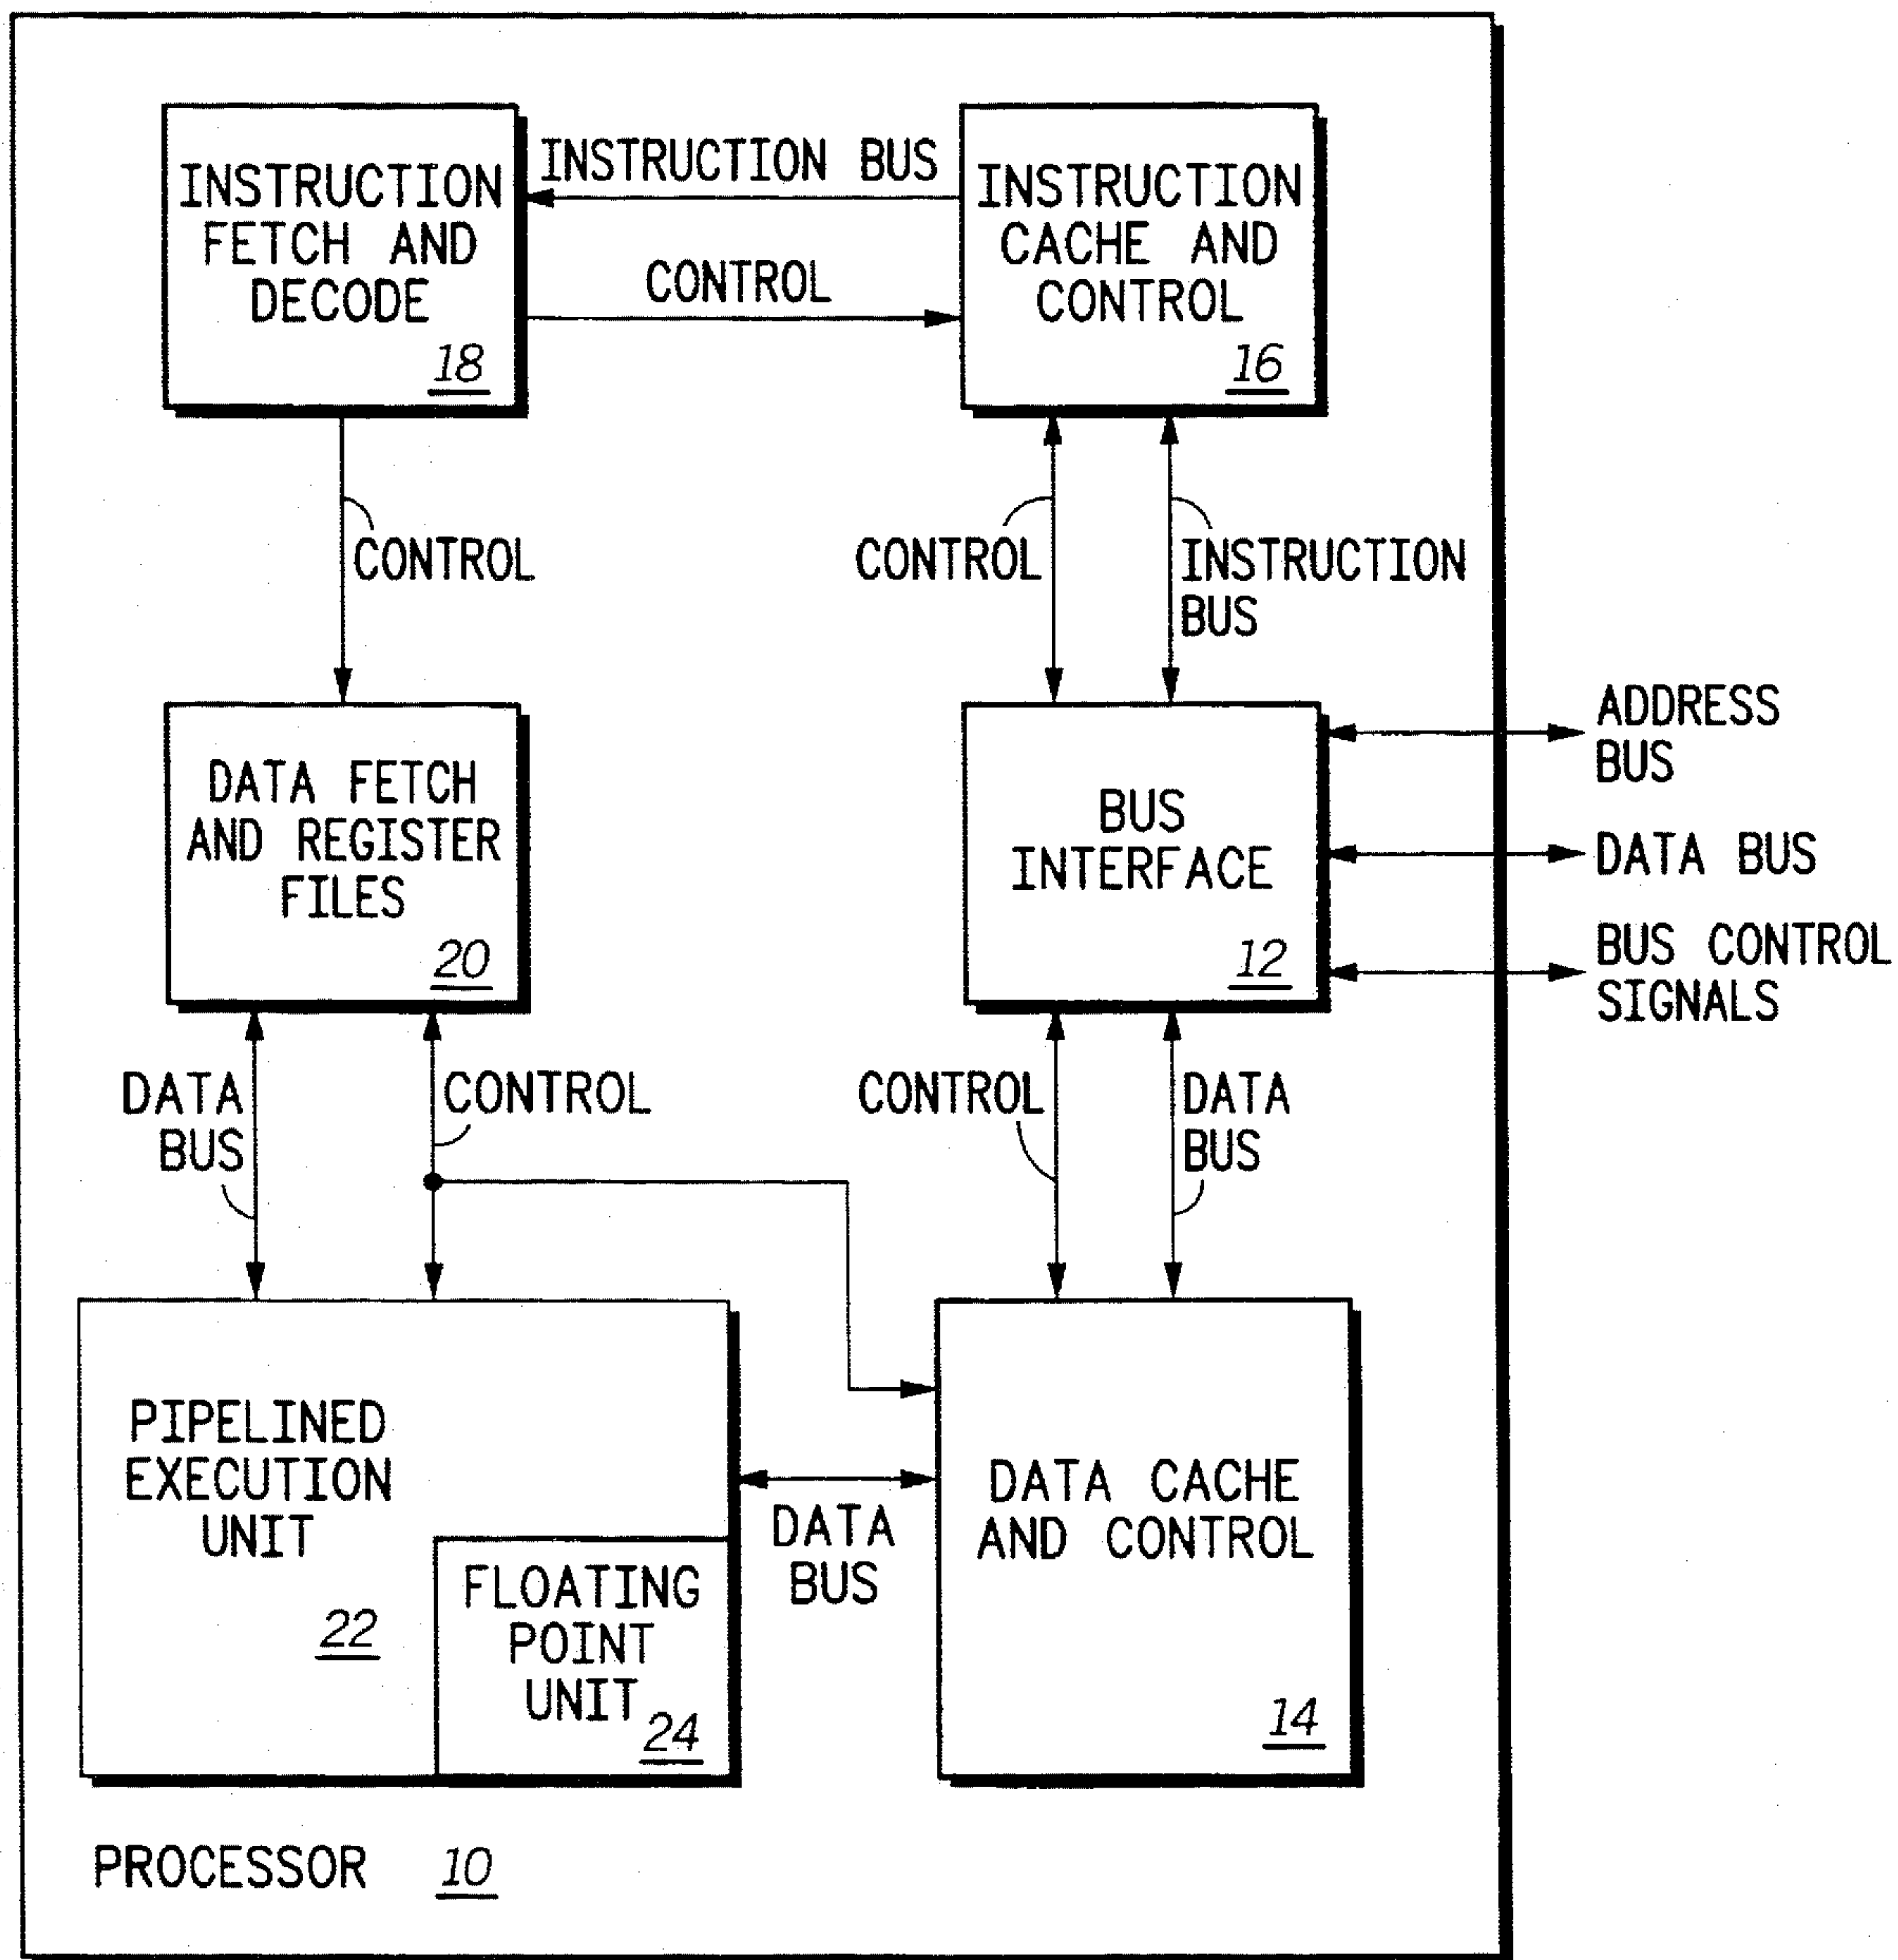 INSTRUCTION
FETCH AND
DECODE
18
INSTRUCTION BUS
CONTROL
INSTRUCTION
CACHE AND
CONTROL
16
CONTROL
CONTROL
INSTRUCTION
BUS
DATA FETCH
AND REGISTER
FILES
20
BUS
INTERFACE
12
ADDRESS
BUS
DATA BUS
BUS CONTROL
SIGNALS
DATA
BUS
CONTROL
CONTROL
DATA
BUS
PIPELINED
EXECUTION
UNIT
22
FLOATING
POINT
UNIT
24
DATA
BUS
DATA CACHE
AND CONTROL
14
PROCESSOR 10